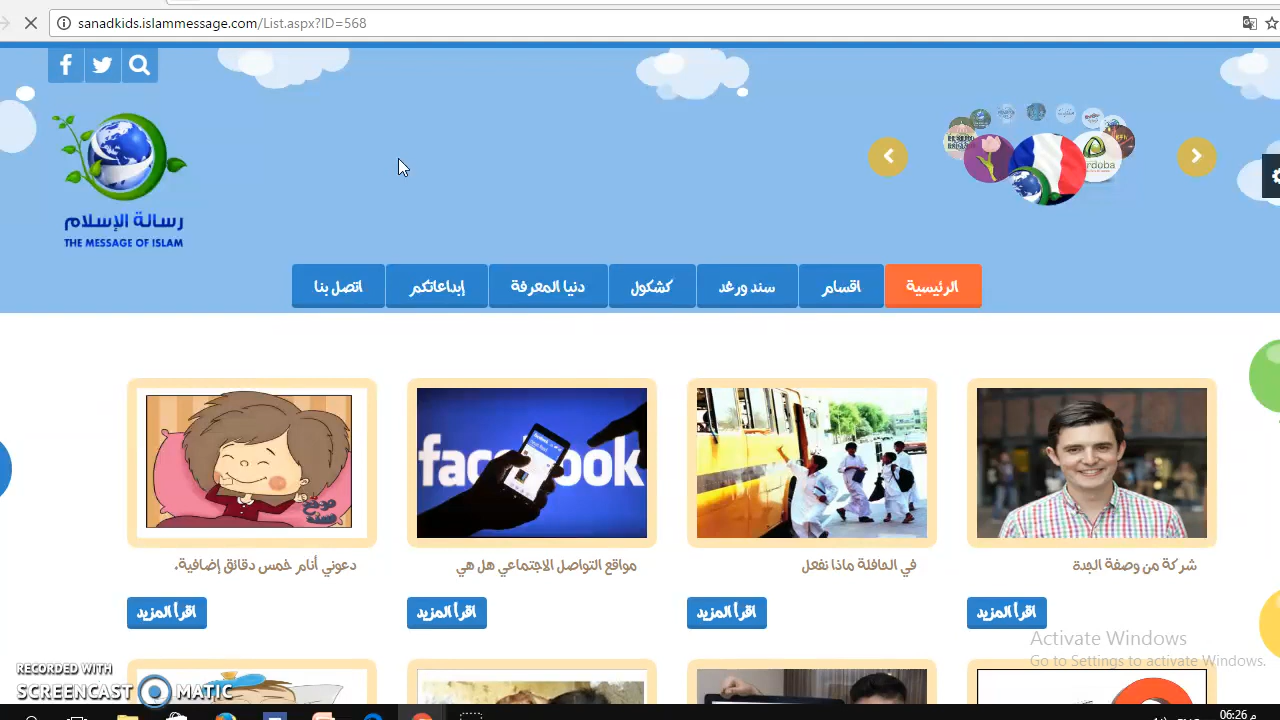 sanadkids.islammessage.com/List.aspx?ID=568
رسالة الإسلام
THE MESSAGE OF ISLAM
الرئيسية
اقسام
سند ورغد
كشكول
دنيا المعرفة
إبداعاتكم
اتصل بنا
facebook
شركة من وصفة الجدة
في الحافلة ماذا نفعل
مواقع التواصل الاجتماعي هل هي
دعوني أنام خمس دقائق إضافية.
اقرأ المزيد
اقرأ المزيد
اقرأ المزيد
اقرأ المزيد
Activate Windows
Go to Settings to activate Windows.
RECORDED WITH
SCREENCAST MATIC
06:26 م